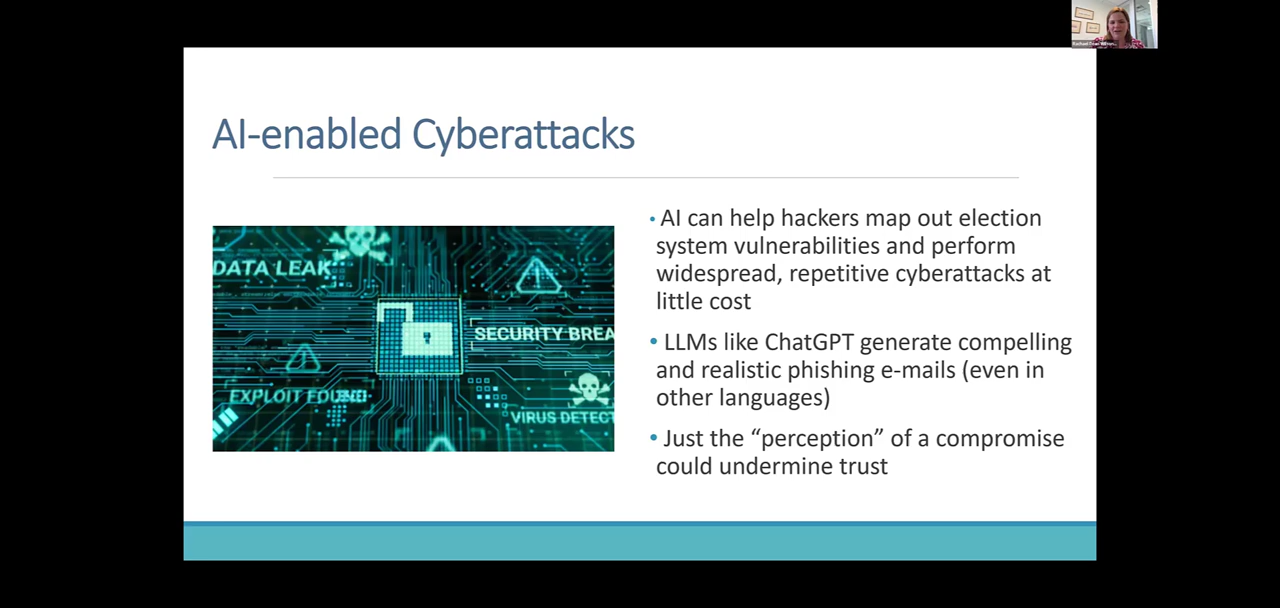 AI-enabled Cyberattacks
• AI can help hackers map out election
system vulnerabilities and perform
widespread, repetitive cyberattacks at
little cost
• LLMs like ChatGPT generate compelling
and realistic phishing e-mails (even in
other languages)
• Just the “perception” of a compromise
could undermine trust
DATA LEAK
SECURITY BREA
EXPLOIT
VIRUS DETECT